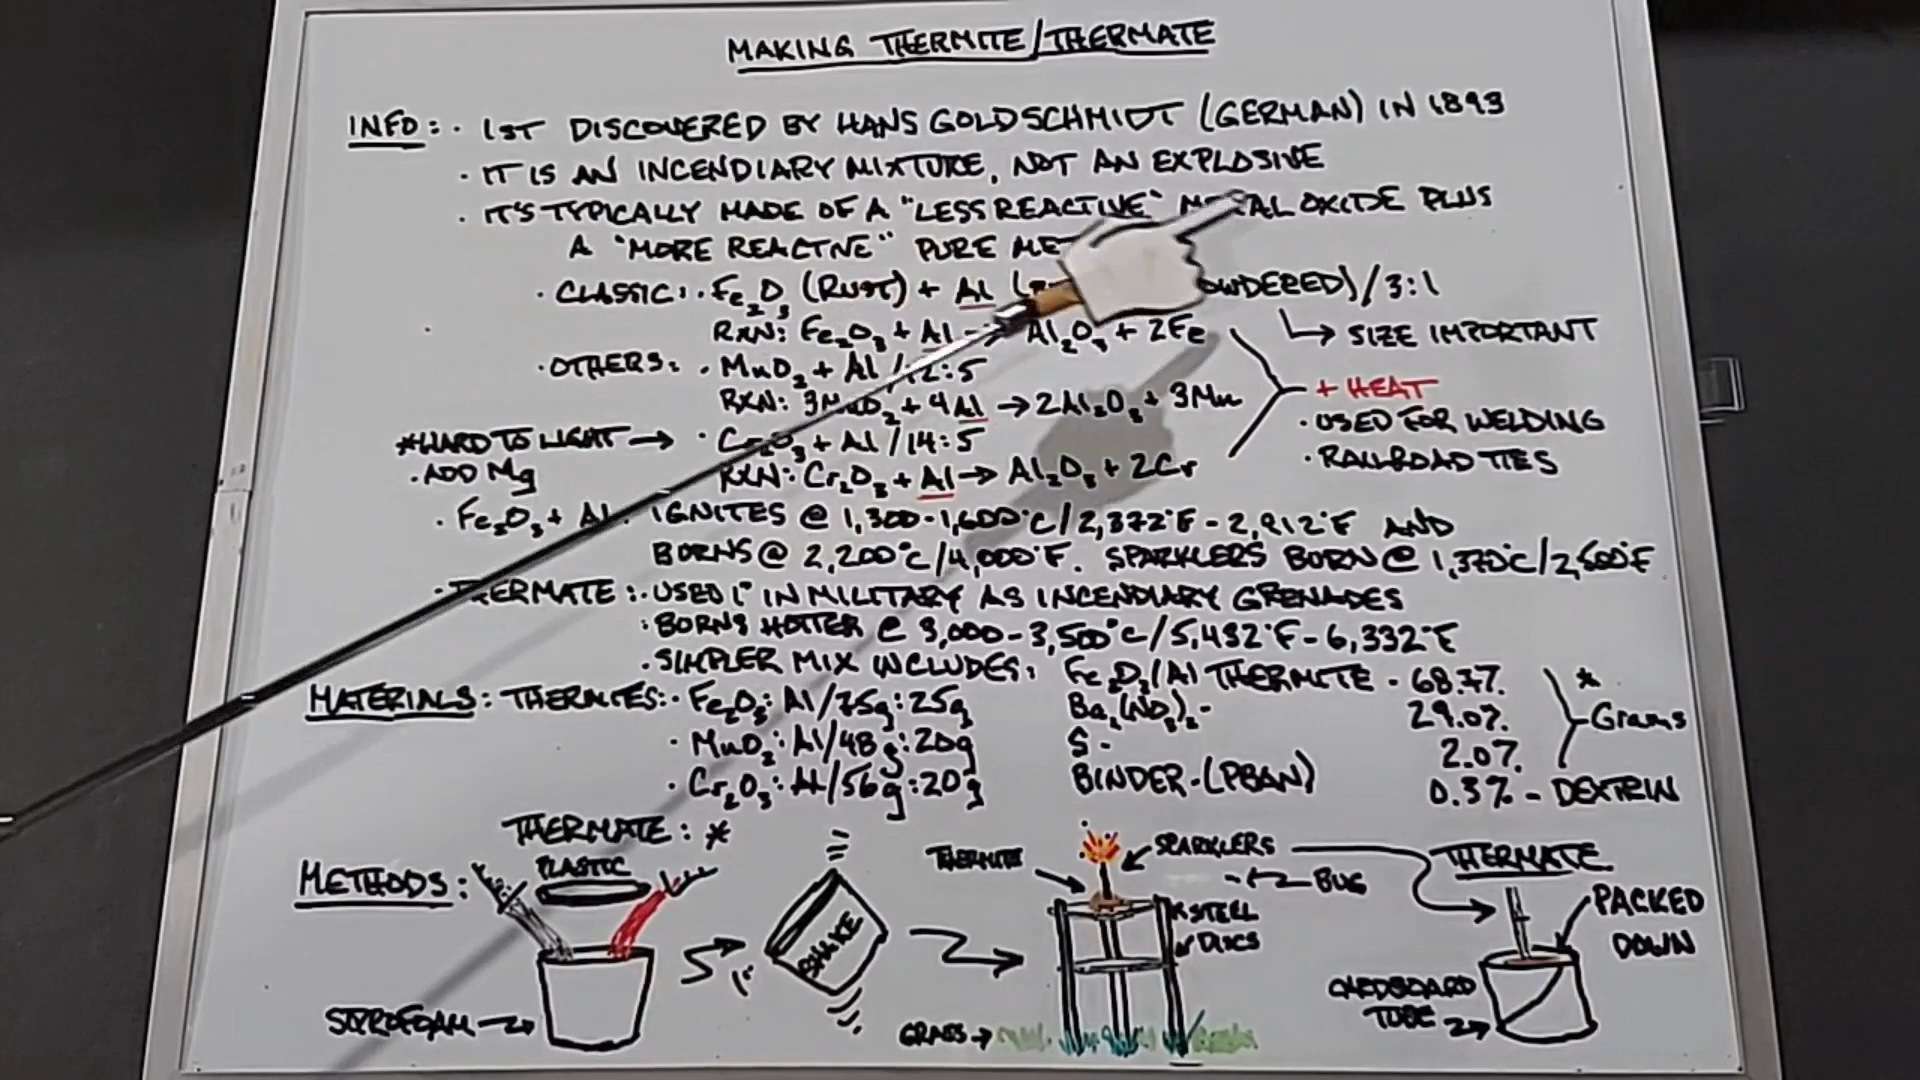 MAKING THERMITE/THERMATE
INFO: · 1ST DISCOVERED BY HANS GOLDSCHMIDT (GERMAN) IN 1893
· IT IS AN INCENDIARY MIXTURE, NOT AN EXPLOSIVE
· IT'S TYPICALLY MADE OF A "LESS REACTIVE" OXIDE PLUS
A "MORE REACTIVE" PURE
· CLASSIC: · Fe₂O₃ (RUST) + Al /3:1
RXN: Fe₂O₃ + Al → Al₂O₃ + 2Fe
→ SIZE IMPORTANT
· OTHERS: · MnO₂ + Al /12:5
RXN: 3MnO₂ + 4Al → 2Al₂O₃ + 3Mn
+ HEAT
· USED FOR WELDING
· RAILROAD TIES
*HARD TO LIGHT → · Cr₂O₃ + Al /14:5
· ADD Mg
RXN: Cr₂O₃ + Al → Al₂O₃ + 2Cr
· Fe₂O₃ + Al: IGNITES @ 1,300-1,600°C/2,372°F-2,912°F AND
BURNS @ 2,200°C/4,000°F. SPARKLERS BURN @ 1,370°C/2,500°F
· THERMATE: · USED IN MILITARY AS INCENDIARY GRENADES
· BURNS HOTTER @ 3,000-3,500°C/5,432°F-6,332°F
· SIMPLER MIX INCLUDES: Fe₂O₃/Al THERMITE - 68.7%
Ba(NO₃)₂ - 29.0%
S - 2.0%
BINDER-(PBAN) 0.3% - DEXTRIN
* Grams
MATERIALS: THERMITES: · Fe₂O₃:Al/75g:25g
· MnO₂:Al/48g:20g
· Cr₂O₃:Al/56g:20g
THERMATE: *
METHODS:
PLASTIC
STYROFOAM →
SHAKE
THERMITE
SPARKLERS
← BUG
STEEL
DISCS
GRASS →
THERMATE
PACKED
DOWN
CARDBOARD
TUBE →